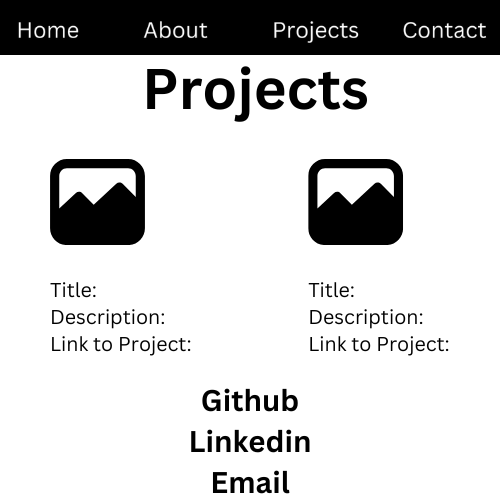 Home About Projects Contact
Projects
Title: Title:
Description: Description:
Link to Project: Link to Project:
Github
Linkedin
Email